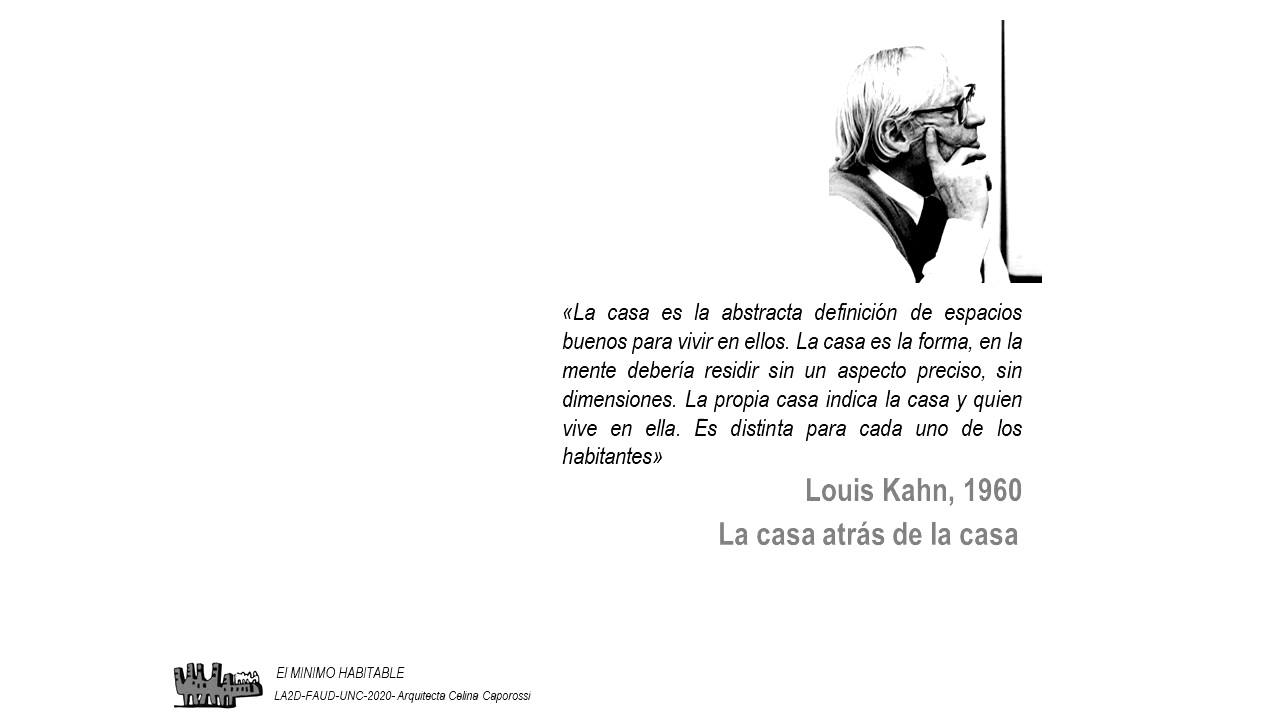 «La casa es la abstracta definición de espacios
buenos para vivir en ellos. La casa es la forma, en la
mente debería residir sin un aspecto preciso, sin
dimensiones. La propia casa indica la casa y quien
vive en ella. Es distinta para cada uno de los
habitantes»
Louis Kahn, 1960
La casa atrás de la casa
El MINIMO HABITABLE
LA2D-FAUD-UNC-2020- Arquitecta Celina Caporossi